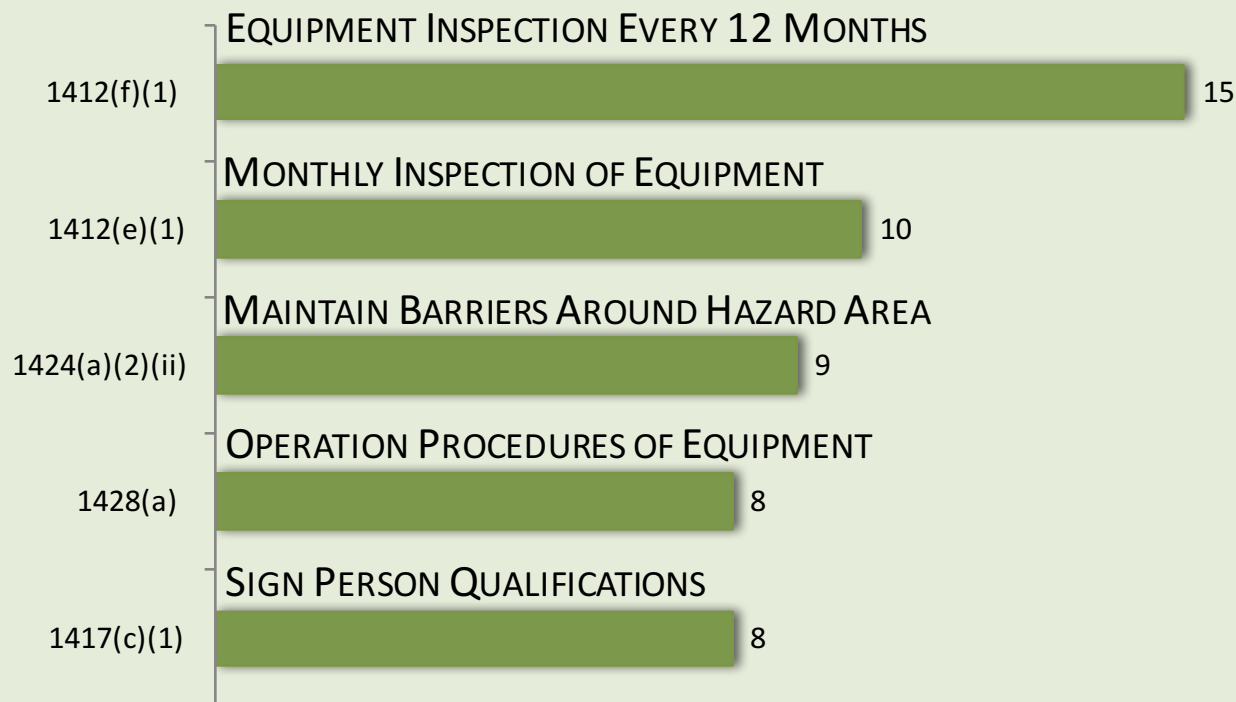 EQUIPMENT INSPECTION EVERY 12 MONTHS
1412(f)(1) 15
MONTHLY INSPECTION OF EQUIPMENT
1412(e)(1) 10
MAINTAIN BARRIERS AROUND HAZARD AREA
1424(a)(2)(ii) 9
OPERATION PROCEDURES OF EQUIPMENT
1428(a) 8
SIGN PERSON QUALIFICATIONS
1417(c)(1) 8